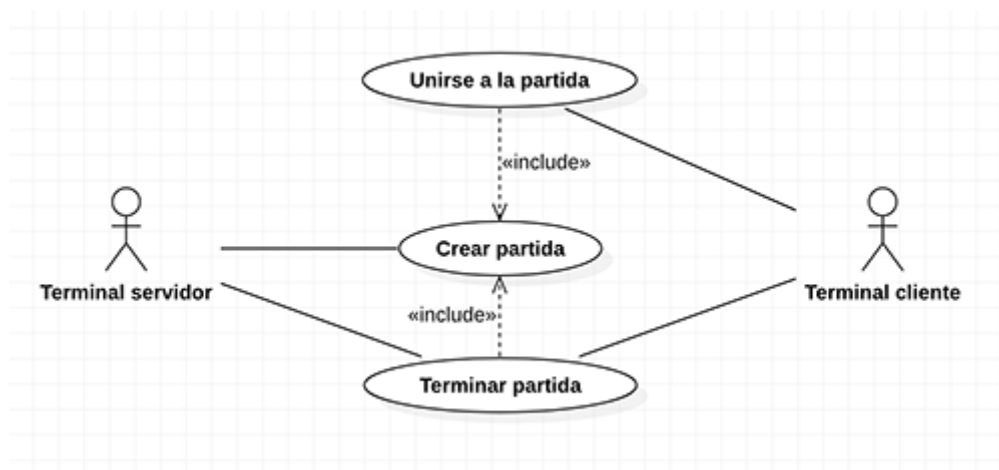 Unirse a la partida
«include»
Crear partida
Terminal servidor
Terminal cliente
«include»
Terminar partida